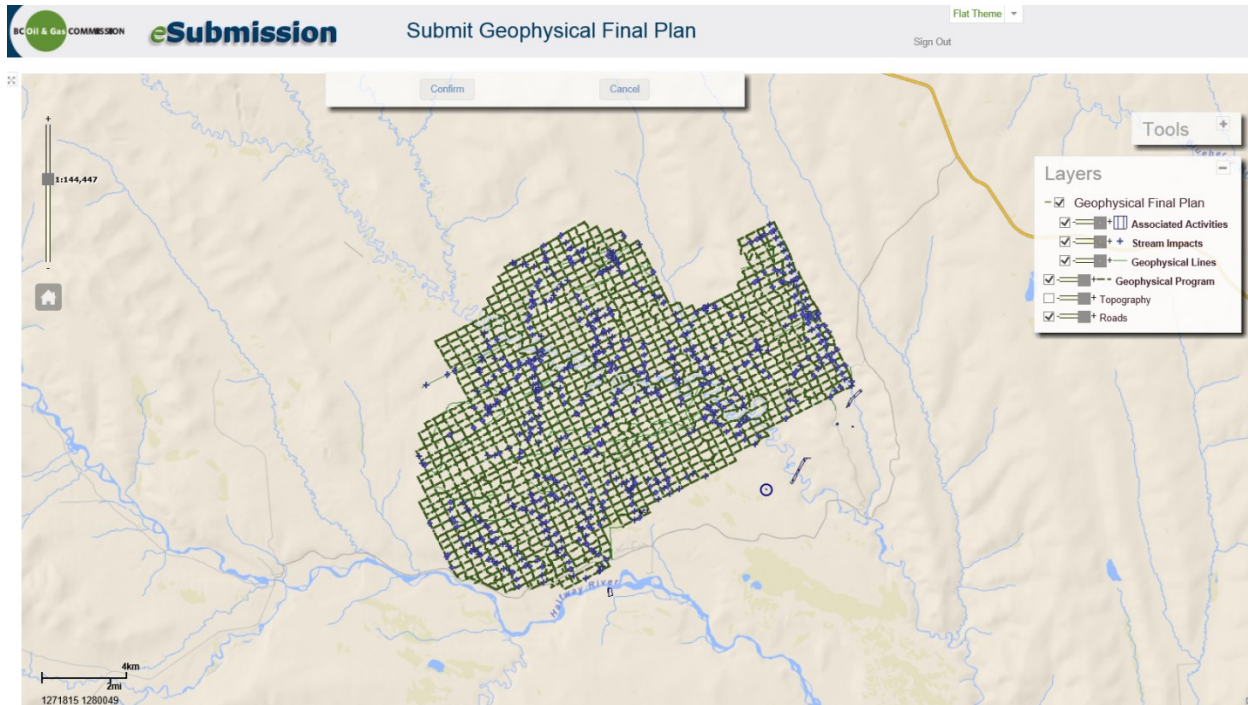 BC Oil & Gas COMMISSION
eSubmission
Submit Geophysical Final Plan
Flat Theme
Sign Out
Confirm
Cancel
+
1:144,447
-
Tools
+
Layers
-
Geophysical Final Plan
Associated Activities
Stream Impacts
Geophysical Lines
Geophysical Program
Topography
Roads
Halfway River
4km
2mi
1271815 1280049